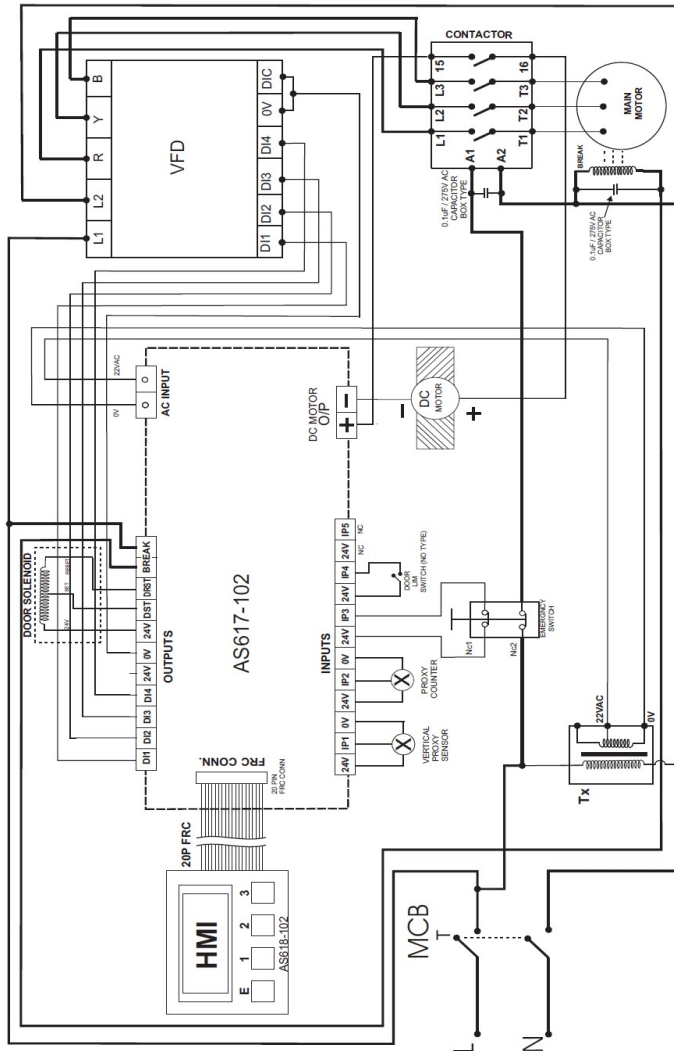 CONTACTOR
15 L3 L2 L1 A1
16 T3 T2 T1 A2
MAIN
MOTOR
BREAK
0.1uF / 275V AC
CAPACITOR
BOX TYPE
0.1uF / 275V AC
CAPACITOR
BOX TYPE
VFD
L1 L2 R Y B
DI1 DI2 DI3 DI4 0V DIC
0V 22VAC
AC INPUT
DC MOTOR
O/P
+ −
DC
MOTOR
−
+
DOOR SOLENOID
24V SET RESET
DI1 DI2 DI3 DI4 24V 0V 24V DST DRST BREAK
OUTPUTS
AS617-102
INPUTS
24V IP1 0V 24V IP2 0V 24V IP3 24V IP4 24V IP5
NC NC
VERTICAL
PROXY
SENSOR
PROXY
COUNTER
DOOR
LIM
SWITCH (NO TYPE)
Nc1
Nc2
EMERGNCY
SWITCH
FRC CONN.
20 PIN
FRC CONN
20P FRC
HMI
E 1 2 3
AS618-102
Tx
22VAC
0V
MCB
T
L
N